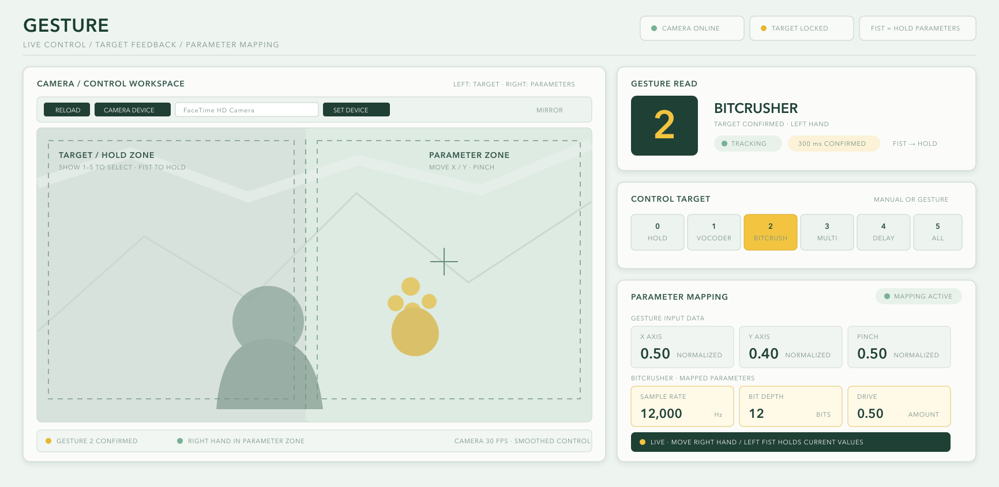 GESTURE
LIVE CONTROL / TARGET FEEDBACK / PARAMETER MAPPING
CAMERA ONLINE
TARGET LOCKED
FIST = HOLD PARAMETERS
CAMERA / CONTROL WORKSPACE
LEFT: TARGET · RIGHT: PARAMETERS
RELOAD
CAMERA DEVICE
FaceTime HD Camera
SET DEVICE
MIRROR
TARGET / HOLD ZONE
SHOW 1–5 TO SELECT · FIST TO HOLD
PARAMETER ZONE
MOVE X / Y · PINCH
GESTURE 2 CONFIRMED
RIGHT HAND IN PARAMETER ZONE
CAMERA 30 FPS · SMOOTHED CONTROL
GESTURE READ
2
BITCRUSHER
TARGET CONFIRMED · LEFT HAND
TRACKING
300 ms CONFIRMED
FIST → HOLD
CONTROL TARGET
MANUAL OR GESTURE
0
HOLD
1
VOCODER
2
BITCRUSH
3
MULTI
4
DELAY
5
ALL
PARAMETER MAPPING
MAPPING ACTIVE
GESTURE INPUT DATA
X AXIS
0.50 NORMALIZED
Y AXIS
0.40 NORMALIZED
PINCH
0.50 NORMALIZED
BITCRUSHER · MAPPED PARAMETERS
SAMPLE RATE
12,000 Hz
BIT DEPTH
12 BITS
DRIVE
0.50 AMOUNT
LIVE · MOVE RIGHT HAND / LEFT FIST HOLDS CURRENT VALUES